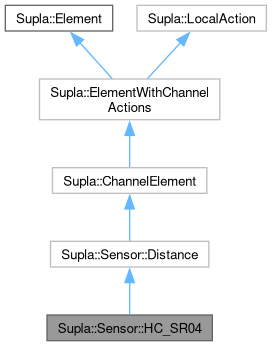 Supla::Element
Supla::LocalAction
Supla::ElementWithChannel
Actions
Supla::ChannelElement
Supla::Sensor::Distance
Supla::Sensor::HC_SR04